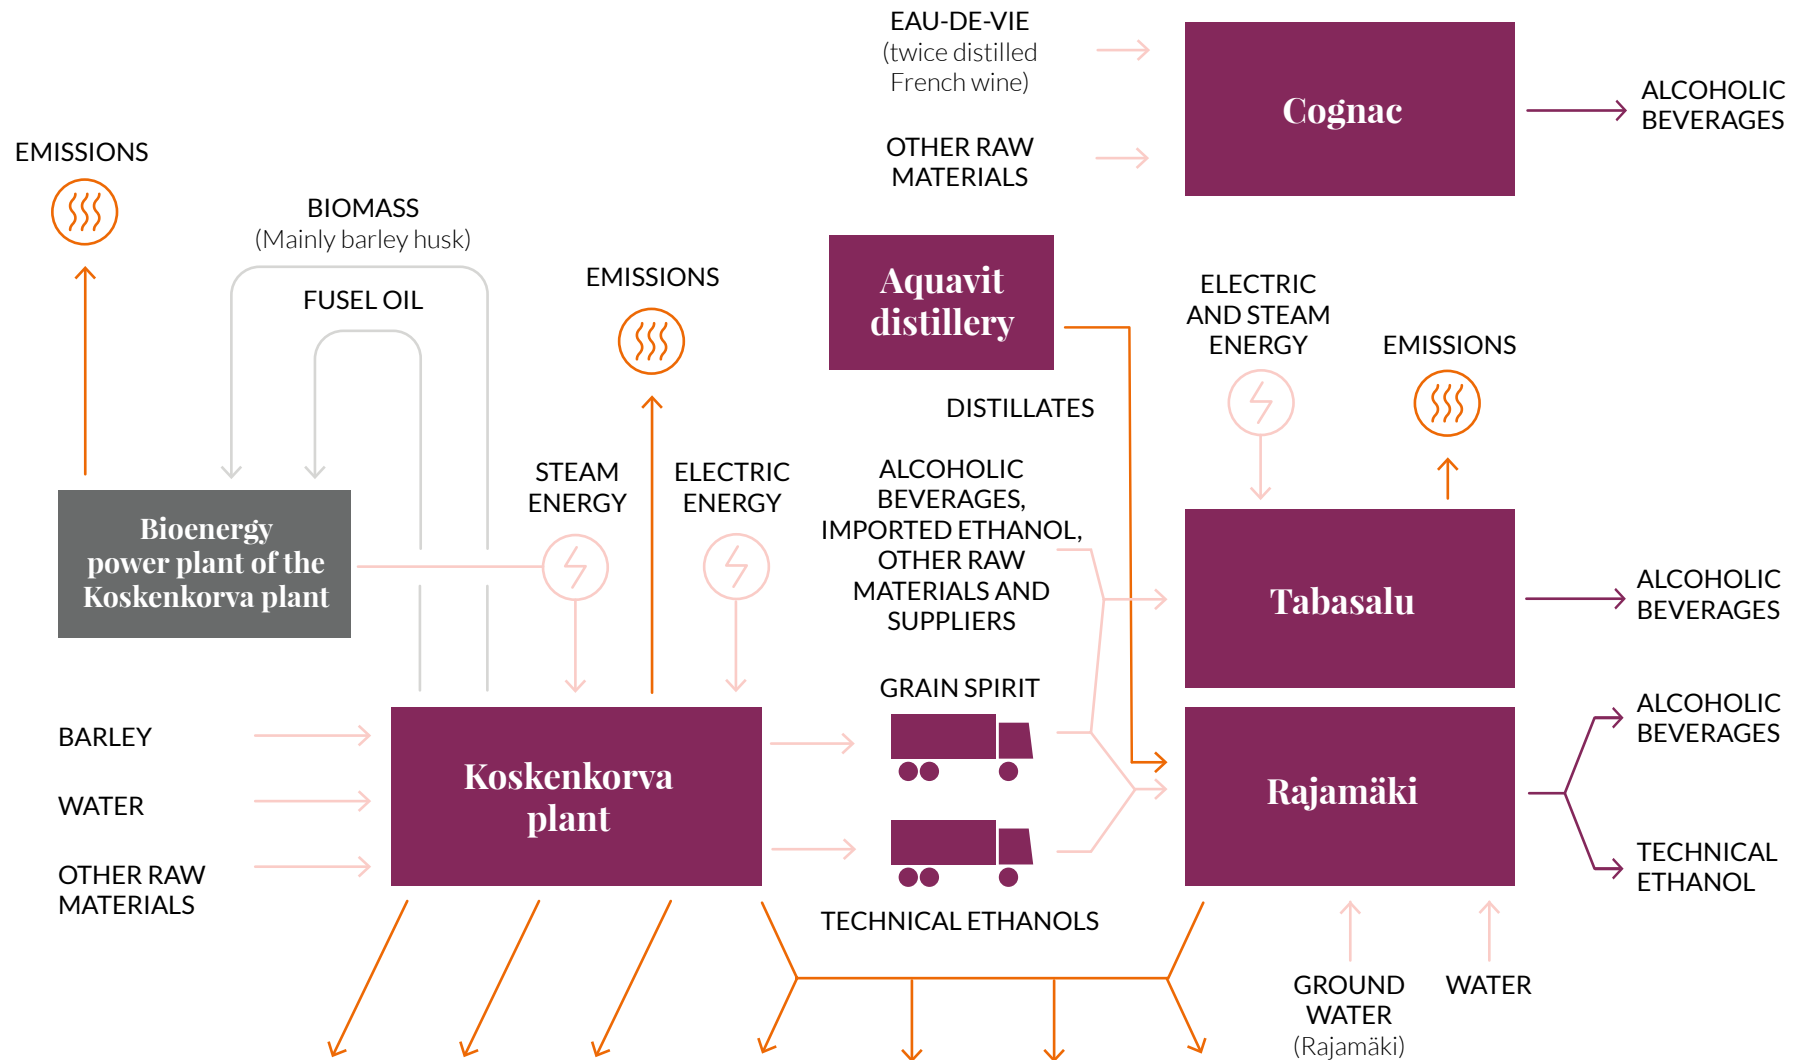 EAU-DE-VIE
(twice distilled
French wine)
OTHER RAW
MATERIALS
Cognac
ALCOHOLIC
BEVERAGES
EMISSIONS
BIOMASS
(Mainly barley husk)
FUSEL OIL
EMISSIONS
Aquavit
distillery
DISTILLATES
ELECTRIC
AND STEAM
ENERGY
EMISSIONS
STEAM
ENERGY
ELECTRIC
ENERGY
ALCOHOLIC
BEVERAGES,
IMPORTED ETHANOL,
OTHER RAW
MATERIALS AND
SUPPLIERS
Bioenergy
power plant of the
Koskenkorva plant
Tabasalu
ALCOHOLIC
BEVERAGES
GRAIN SPIRIT
BARLEY
WATER
OTHER RAW
MATERIALS
Koskenkorva
plant
TECHNICAL ETHANOLS
Rajamäki
ALCOHOLIC
BEVERAGES
TECHNICAL
ETHANOL
GROUND
WATER
(Rajamäki)
WATER